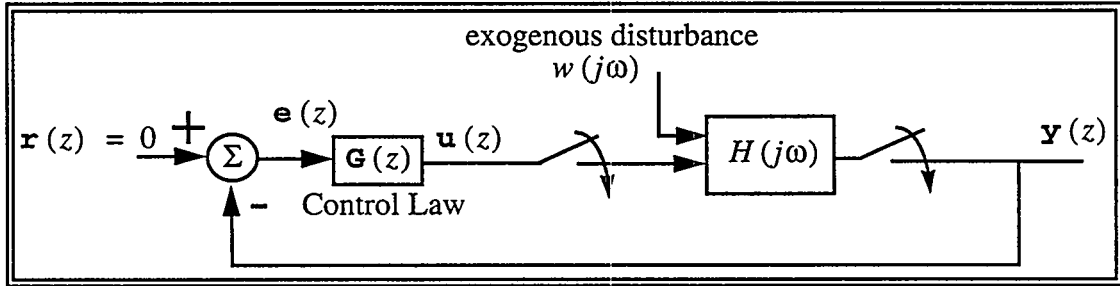 exogenous disturbance
w (jω)
r (z) = 0 +
Σ
e (z)
G (z)
u (z)
H (jω)
y (z)
-
Control Law